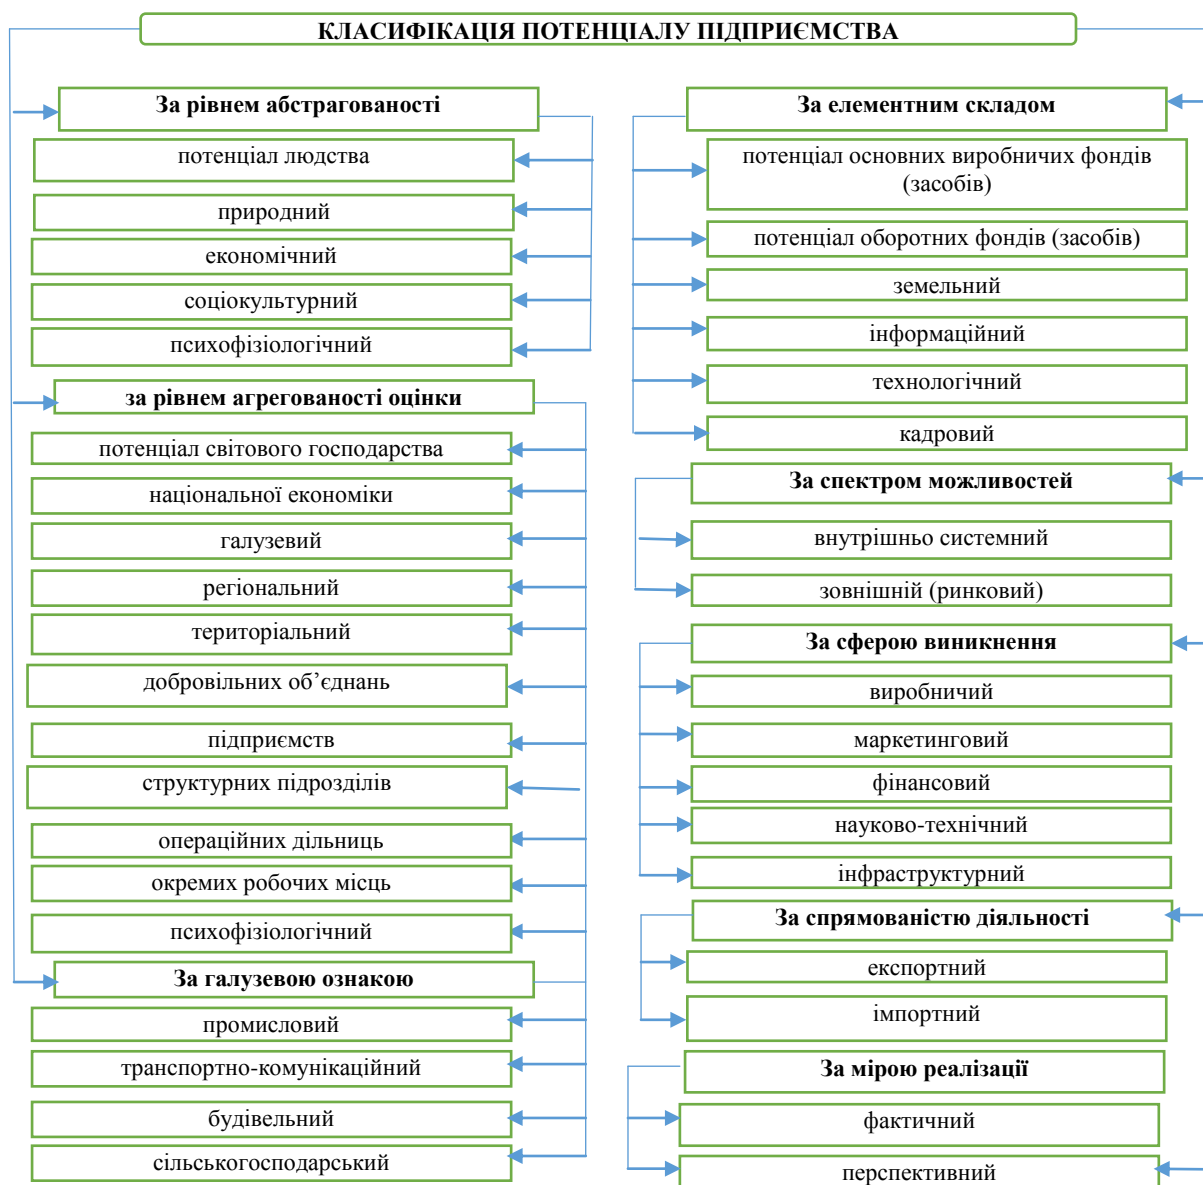 КЛАСИФІКАЦІЯ ПОТЕНЦІАЛУ ПІДПРИЄМСТВА
За рівнем абстрагованості
потенціал людства
природний
економічний
соціокультурний
психофізіологічний
за рівнем агрегованості оцінки
потенціал світового господарства
національної економіки
галузевий
регіональний
територіальний
добровільних об’єднань
підприємств
структурних підрозділів
операційних дільниць
окремих робочих місць
психофізіологічний
За галузевою ознакою
промисловий
транспортно-комунікаційний
будівельний
сільськогосподарський
За елементним складом
потенціал основних виробничих фондів
(засобів)
потенціал оборотних фондів (засобів)
земельний
інформаційний
технологічний
кадровий
За спектром можливостей
внутрішньо системний
зовнішній (ринковий)
За сферою виникнення
виробничий
маркетинговий
фінансовий
науково-технічний
інфраструктурний
За спрямованістю діяльності
експортний
імпортний
За мірою реалізації
фактичний
перспективний